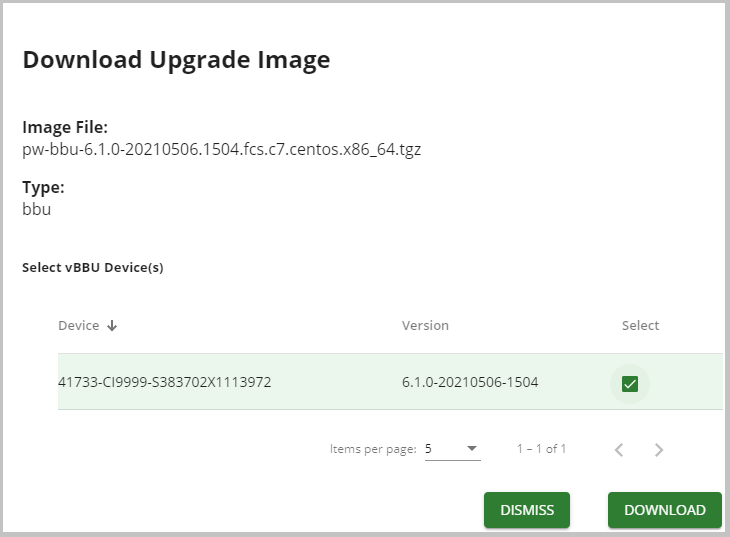 Download Upgrade Image
Image File:
pw-bbu-6.1.0-20210506.1504.fcs.c7.centos.x86_64.tgz
Type:
bbu
Select vBBU Device(s)
Device Version Select
41733-CI9999-S383702X1113972 6.1.0-20210506-1504
Items per page: 5 1 – 1 of 1
DISMISS DOWNLOAD